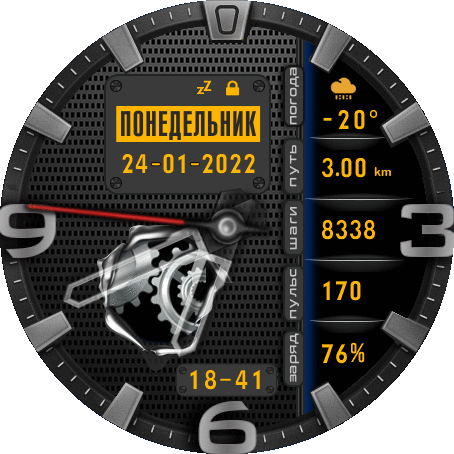 zZ
ПОНЕДЕЛЬНИК
24-01-2022
погода
-20°
путь
3.00 km
шаги
8338
пульс
170
заряд
76%
18-41
0
3
6
9